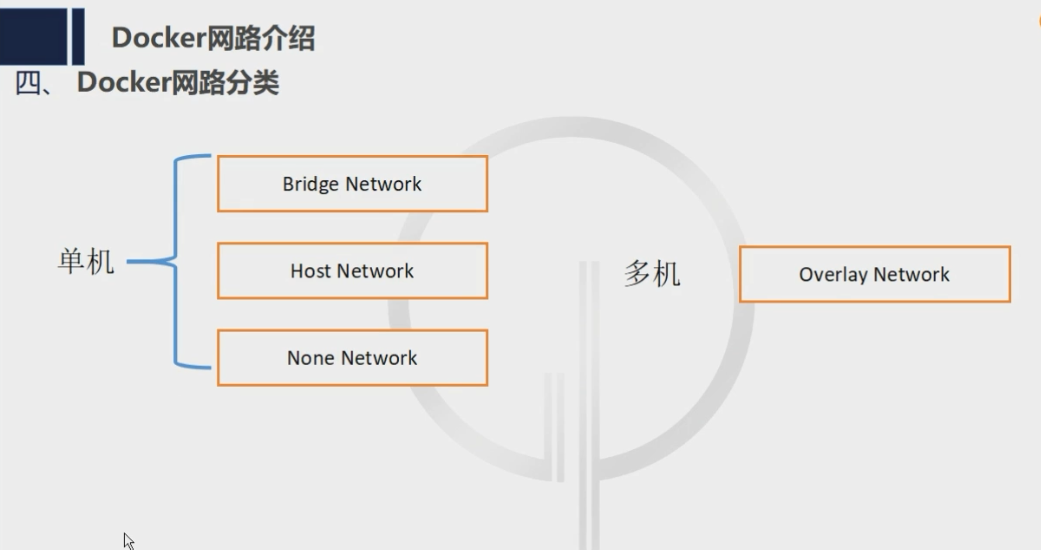 Docker网路介绍
四、 Docker网路分类
单机
Bridge Network
Host Network
None Network
多机
Overlay Network